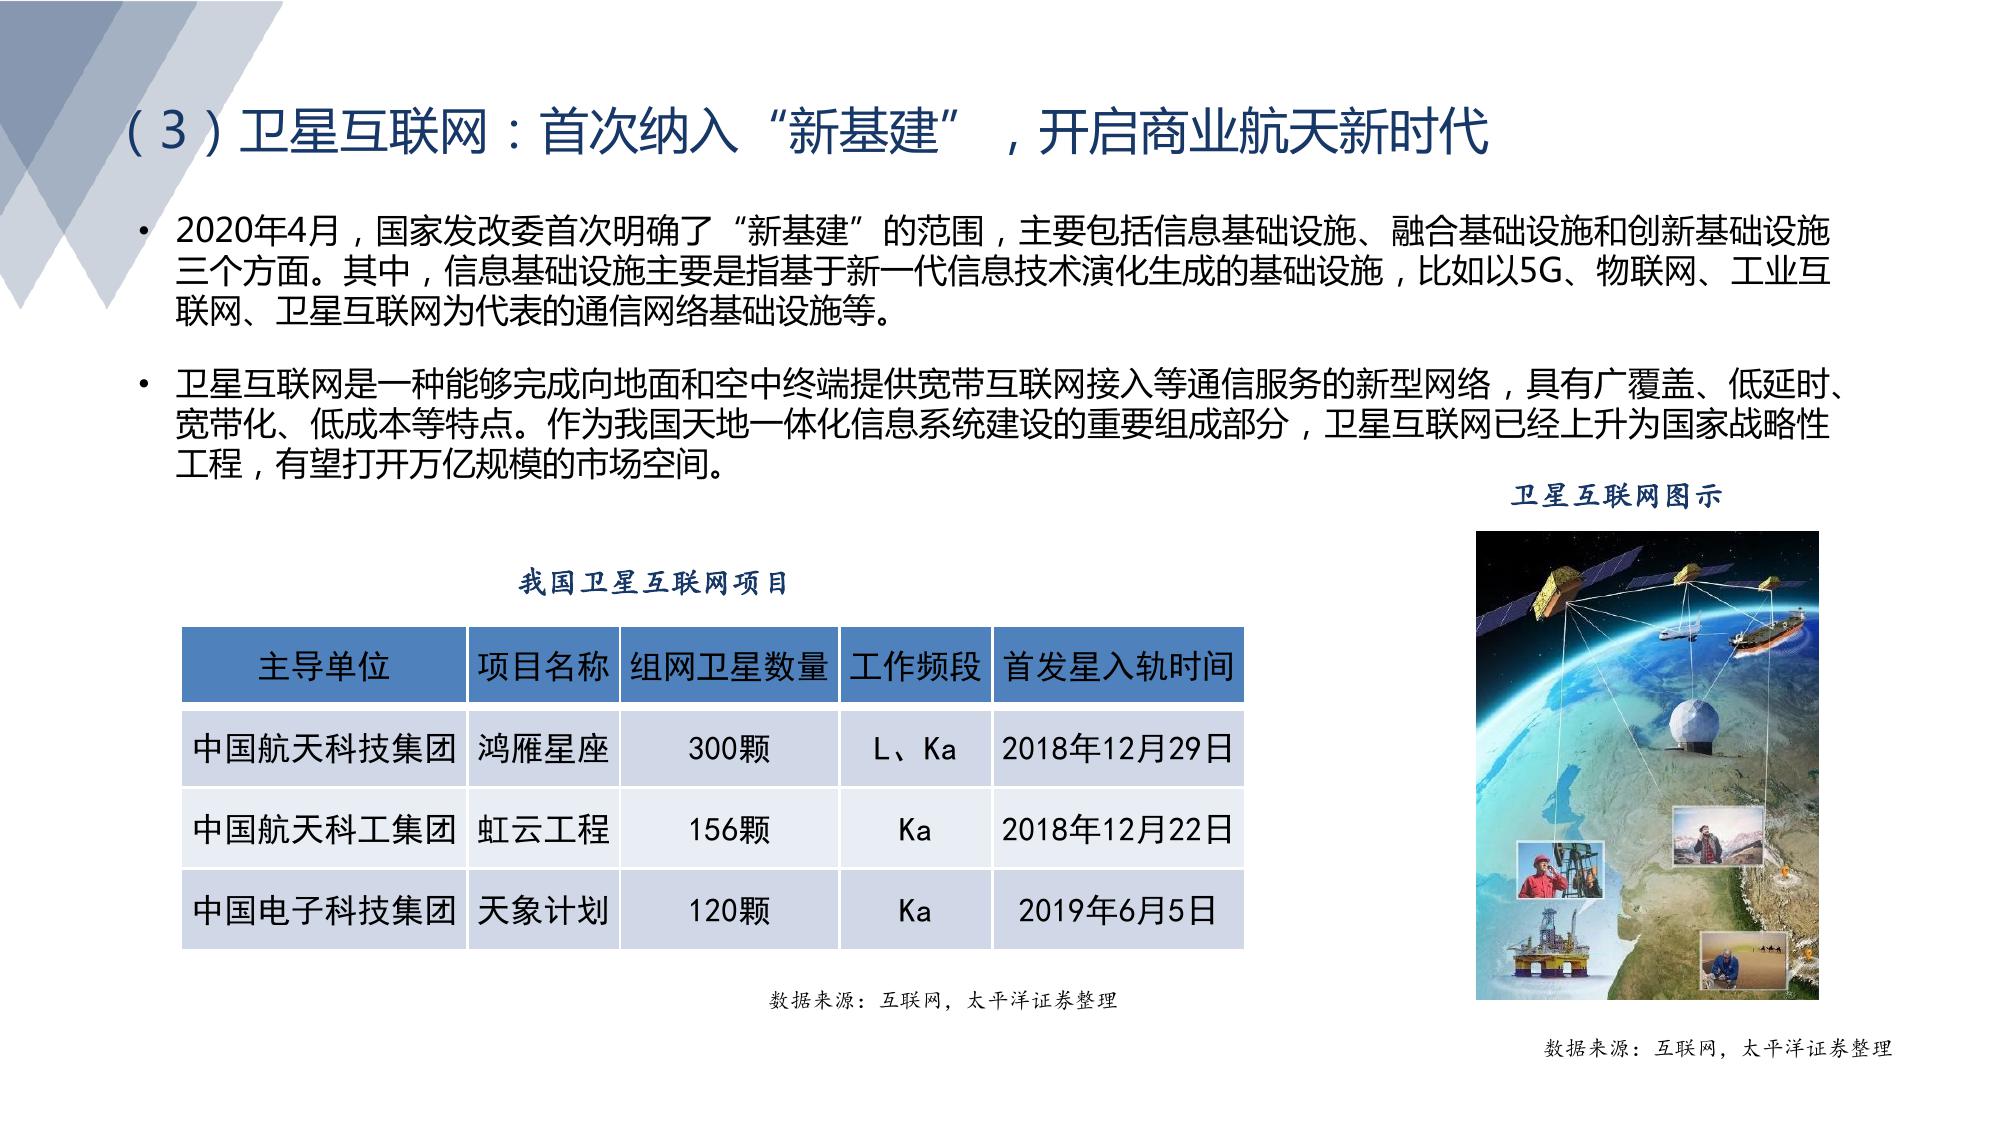 （3）卫星互联网：首次纳入“新基建”，开启商业航天新时代
• 2020年4月，国家发改委首次明确了“新基建”的范围，主要包括信息基础设施、融合基础设施和创新基础设施
三个方面。其中，信息基础设施主要是指基于新一代信息技术演化生成的基础设施，比如以5G、物联网、工业互
联网、卫星互联网为代表的通信网络基础设施等。
• 卫星互联网是一种能够完成向地面和空中终端提供宽带互联网接入等通信服务的新型网络，具有广覆盖、低延时、
宽带化、低成本等特点。作为我国天地一体化信息系统建设的重要组成部分，卫星互联网已经上升为国家战略性
工程，有望打开万亿规模的市场空间。
我国卫星互联网项目
主导单位 项目名称 组网卫星数量 工作频段 首发星入轨时间
中国航天科技集团 鸿雁星座 300颗 L、Ka 2018年12月29日
中国航天科工集团 虹云工程 156颗 Ka 2018年12月22日
中国电子科技集团 天象计划 120颗 Ka 2019年6月5日
数据来源：互联网，太平洋证券整理
卫星互联网图示
数据来源：互联网，太平洋证券整理